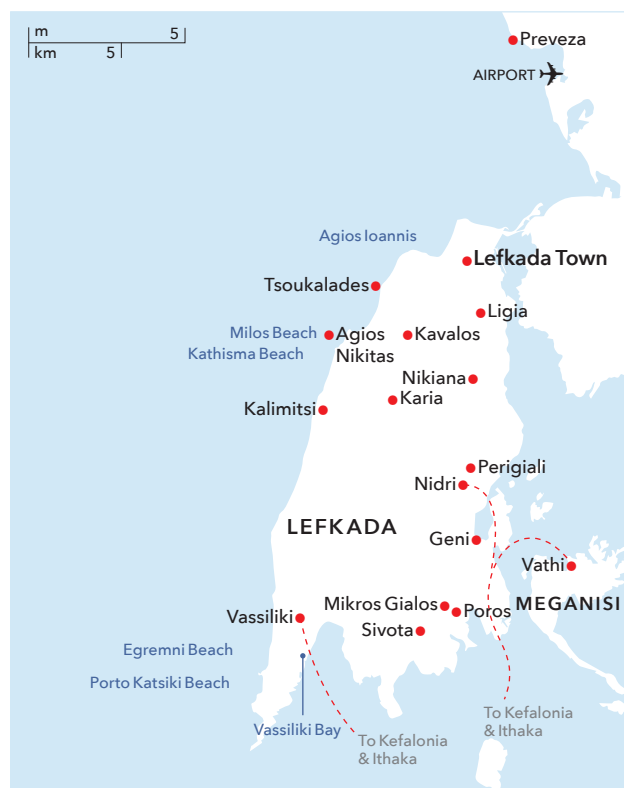 m 5
km 5
Preveza
AIRPORT
Agios Ioannis
Lefkada Town
Tsoukalades
Ligia
Milos Beach
Kathisma Beach
Agios
Nikitas
Kavalos
Nikiana
Karia
Kalimitsi
Perigiali
Nidri
LEFKADA
Geni
Vathi
MEGANISI
Mikros Gialos
Poros
Vassiliki
Sivota
Egremni Beach
Porto Katsiki Beach
Vassiliki Bay
To Kefalonia
& Ithaka
To Kefalonia
& Ithaka